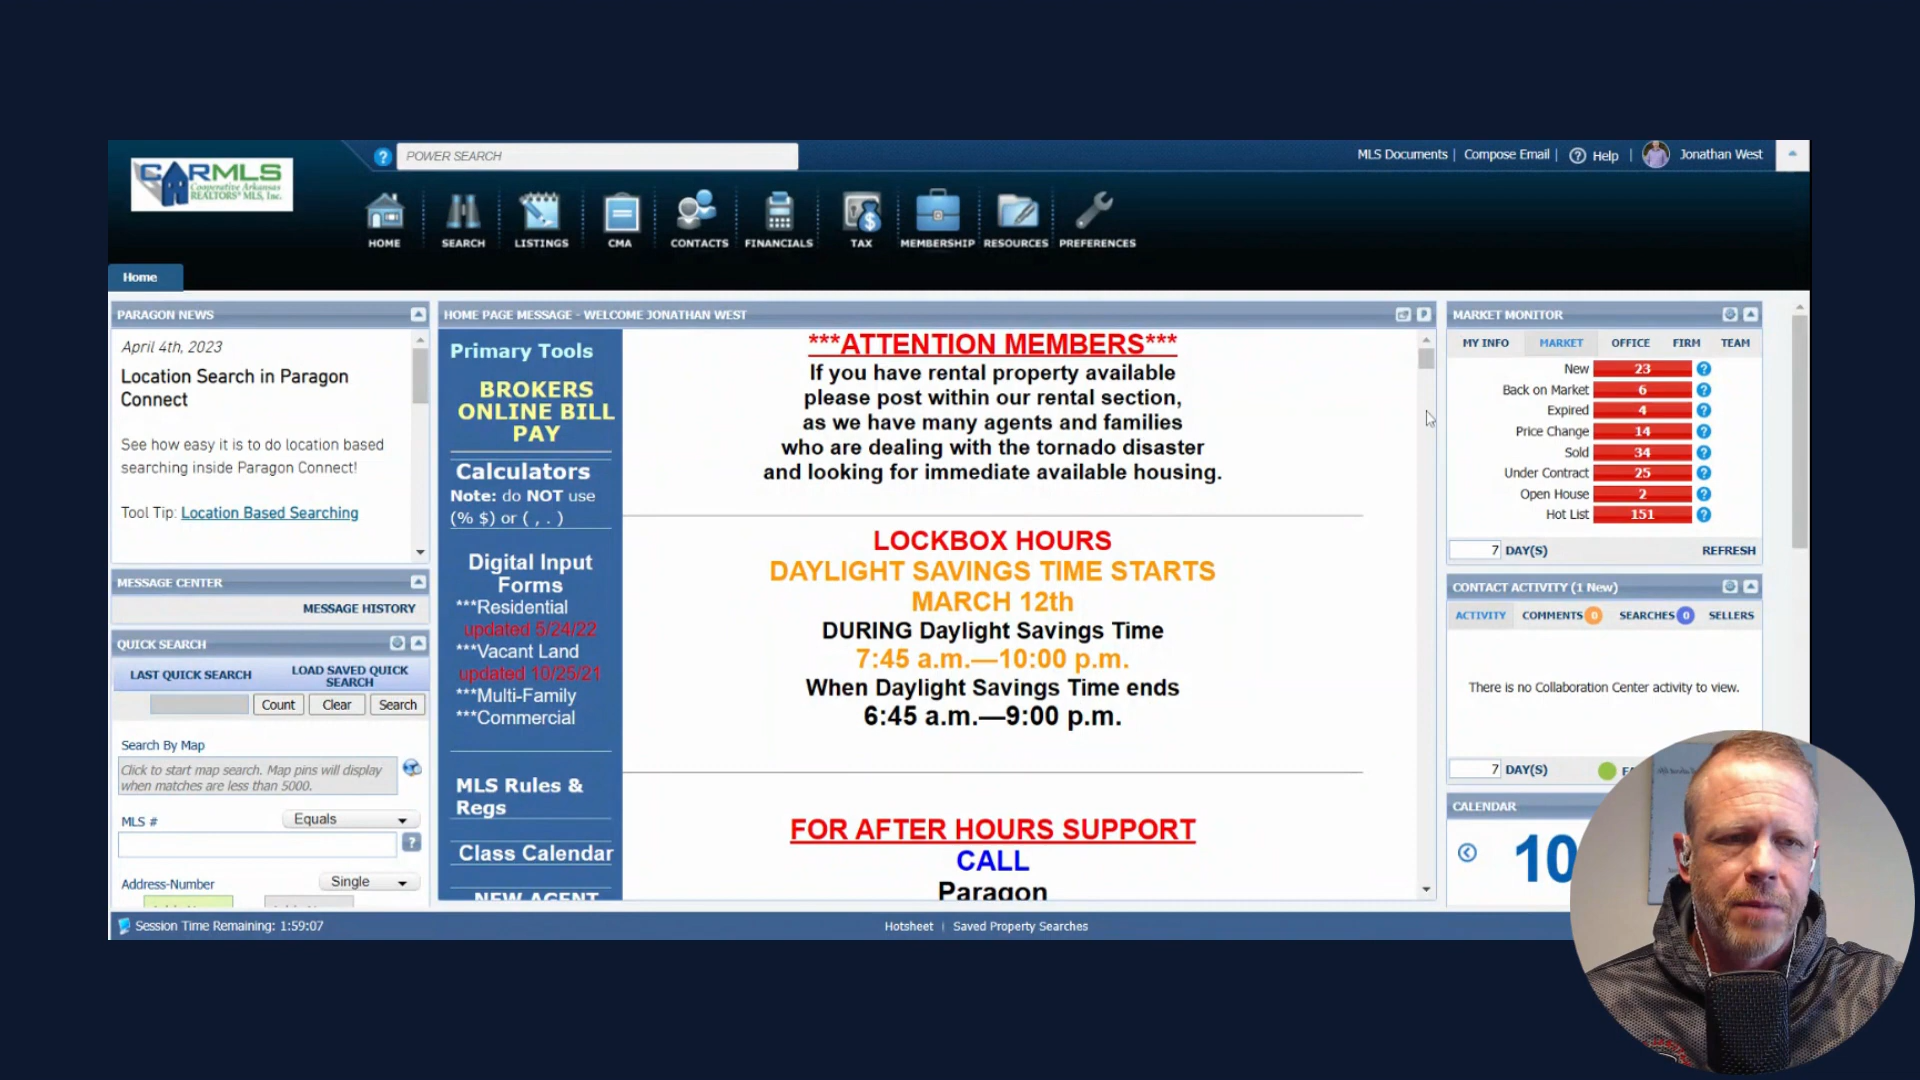 CARMLS
Cooperative Arkansas
REALTORS® MLS, Inc.
POWER SEARCH
MLS Documents | Compose Email | Help | Jonathan West
HOME SEARCH LISTINGS CMA CONTACTS FINANCIALS TAX MEMBERSHIP RESOURCES PREFERENCES
Home
PARAGON NEWS
April 4th, 2023
Location Search in Paragon
Connect
See how easy it is to do location based
searching inside Paragon Connect!
Tool Tip: Location Based Searching
MESSAGE CENTER
MESSAGE HISTORY
QUICK SEARCH
LAST QUICK SEARCH
LOAD SAVED QUICK
SEARCH
Count Clear Search
Search By Map
Click to start map search. Map pins will display
when matches are less than 5000.
MLS # Equals
Address-Number Single
HOME PAGE MESSAGE - WELCOME JONATHAN WEST
Primary Tools
BROKERS
ONLINE BILL
PAY
Calculators
Note: do NOT use
(% $) or ( , . )
Digital Input
Forms
***Residential
updated 5/24/22
***Vacant Land
updated 10/25/21
***Multi-Family
***Commercial
MLS Rules &
Regs
Class Calendar
NEW AGENT
***ATTENTION MEMBERS***
If you have rental property available
please post within our rental section,
as we have many agents and families
who are dealing with the tornado disaster
and looking for immediate available housing.
LOCKBOX HOURS
DAYLIGHT SAVINGS TIME STARTS
MARCH 12th
DURING Daylight Savings Time
7:45 a.m.—10:00 p.m.
When Daylight Savings Time ends
6:45 a.m.—9:00 p.m.
FOR AFTER HOURS SUPPORT
CALL
Paragon
MARKET MONITOR
MY INFO MARKET OFFICE FIRM TEAM
New 23
Back on Market 6
Expired 4
Price Change 14
Sold 34
Under Contract 25
Open House 2
Hot List 151
7 DAY(S) REFRESH
CONTACT ACTIVITY (1 New)
ACTIVITY COMMENTS 0 SEARCHES 0 SELLERS
There is no Collaboration Center activity to view.
7 DAY(S)
CALENDAR
10
Session Time Remaining: 1:59:07
Hotsheet | Saved Property Searches